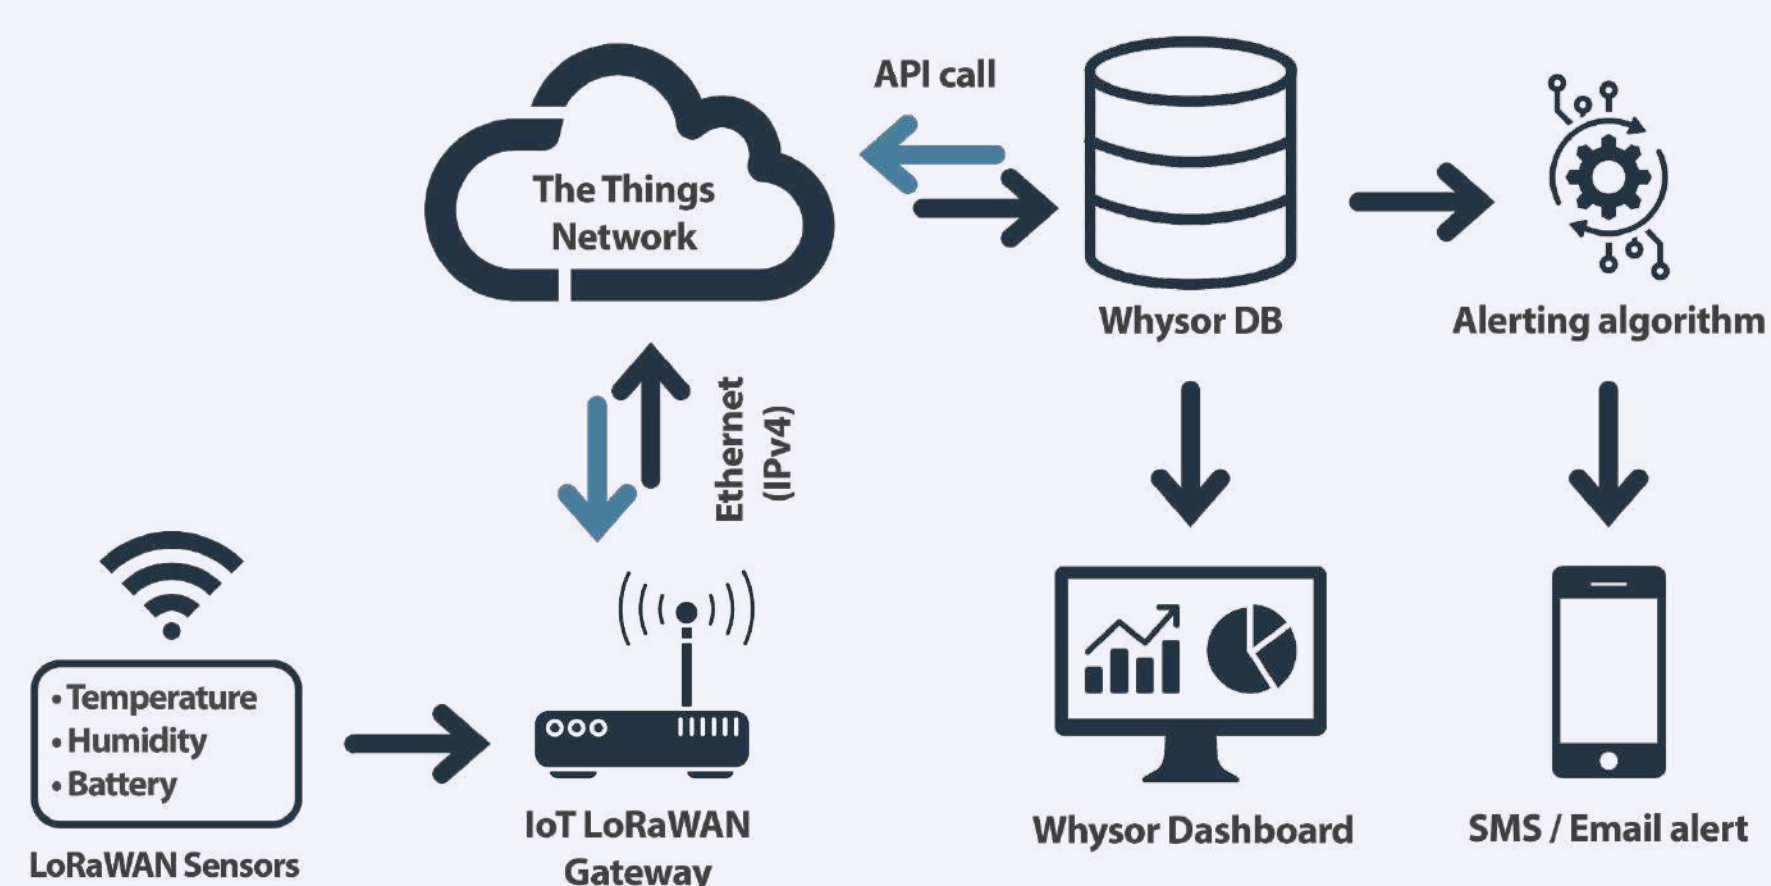 API call
The Things
Network
Whysor DB
Alerting algorithm
Ethernet
(IPv4)
• Temperature
• Humidity
• Battery
LoRaWAN Sensors
IoT LoRaWAN
Gateway
Whysor Dashboard
SMS / Email alert